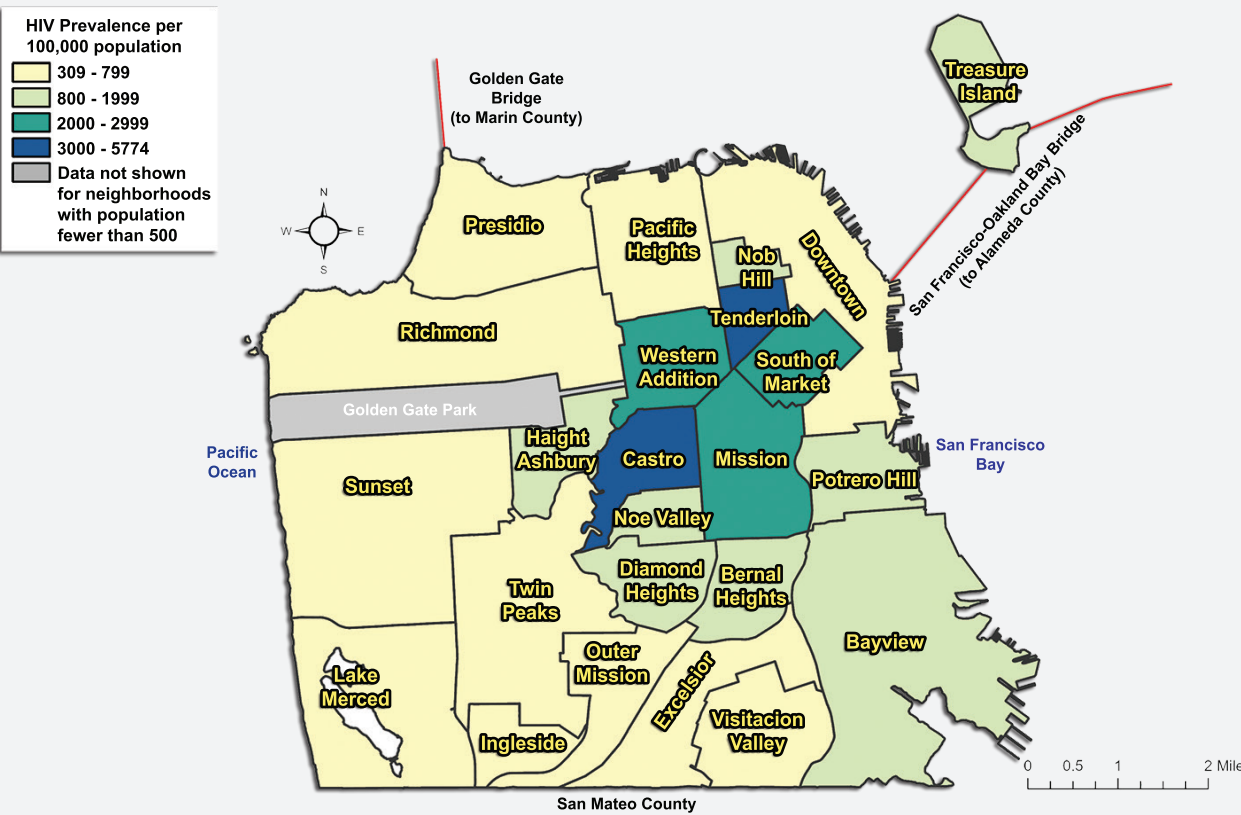 HIV Prevalence per
100,000 population
309 - 799
800 - 1999
2000 - 2999
3000 - 5774
Data not shown
for neighborhoods
with population
fewer than 500
N
W
E
S
Golden Gate
Bridge
(to Marin County)
Treasure
Island
San Francisco-Oakland Bay Bridge
(to Alameda County)
Presidio
Pacific
Heights
Nob
Hill
Downtown
Richmond
Tenderloin
Western
Addition
South of
Market
Golden Gate Park
Haight
Ashbury
Castro
Mission
Potrero Hill
Pacific
Ocean
San Francisco
Bay
Sunset
Noe Valley
Diamond
Heights
Bernal
Heights
Twin
Peaks
Bayview
Outer
Mission
Excelsior
Lake
Merced
Ingleside
Visitacion
Valley
0 0.5 1 2 Mile
San Mateo County